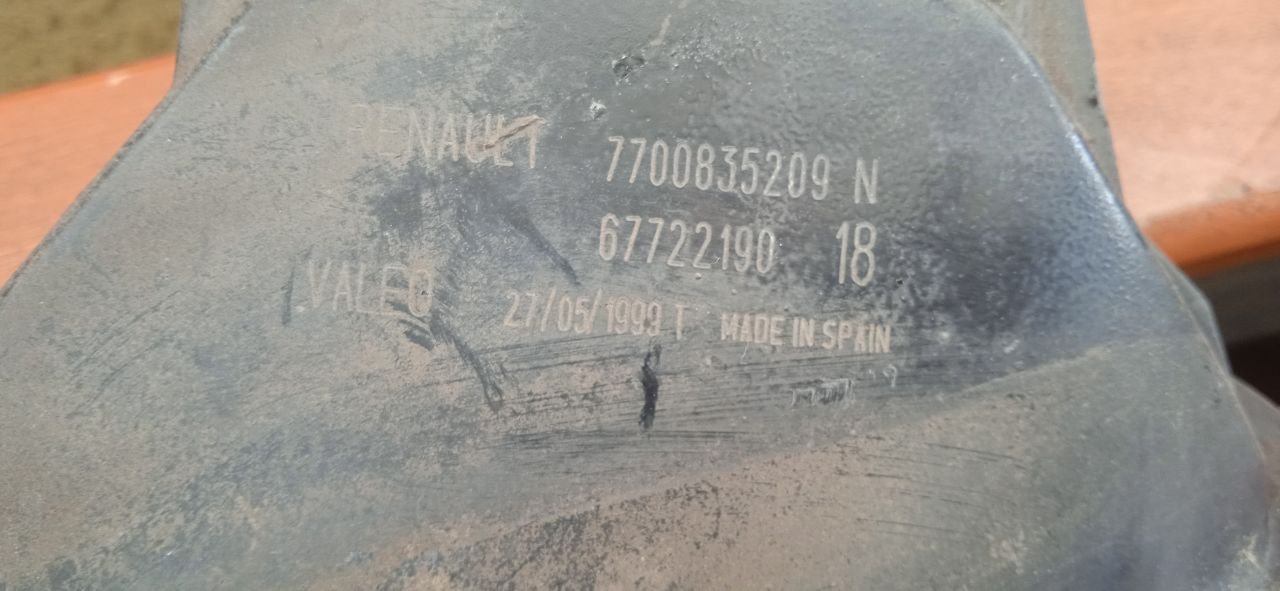 RENAULT 7700835209 N
67722190 18
VALEO 27/05/1999 T MADE IN SPAIN